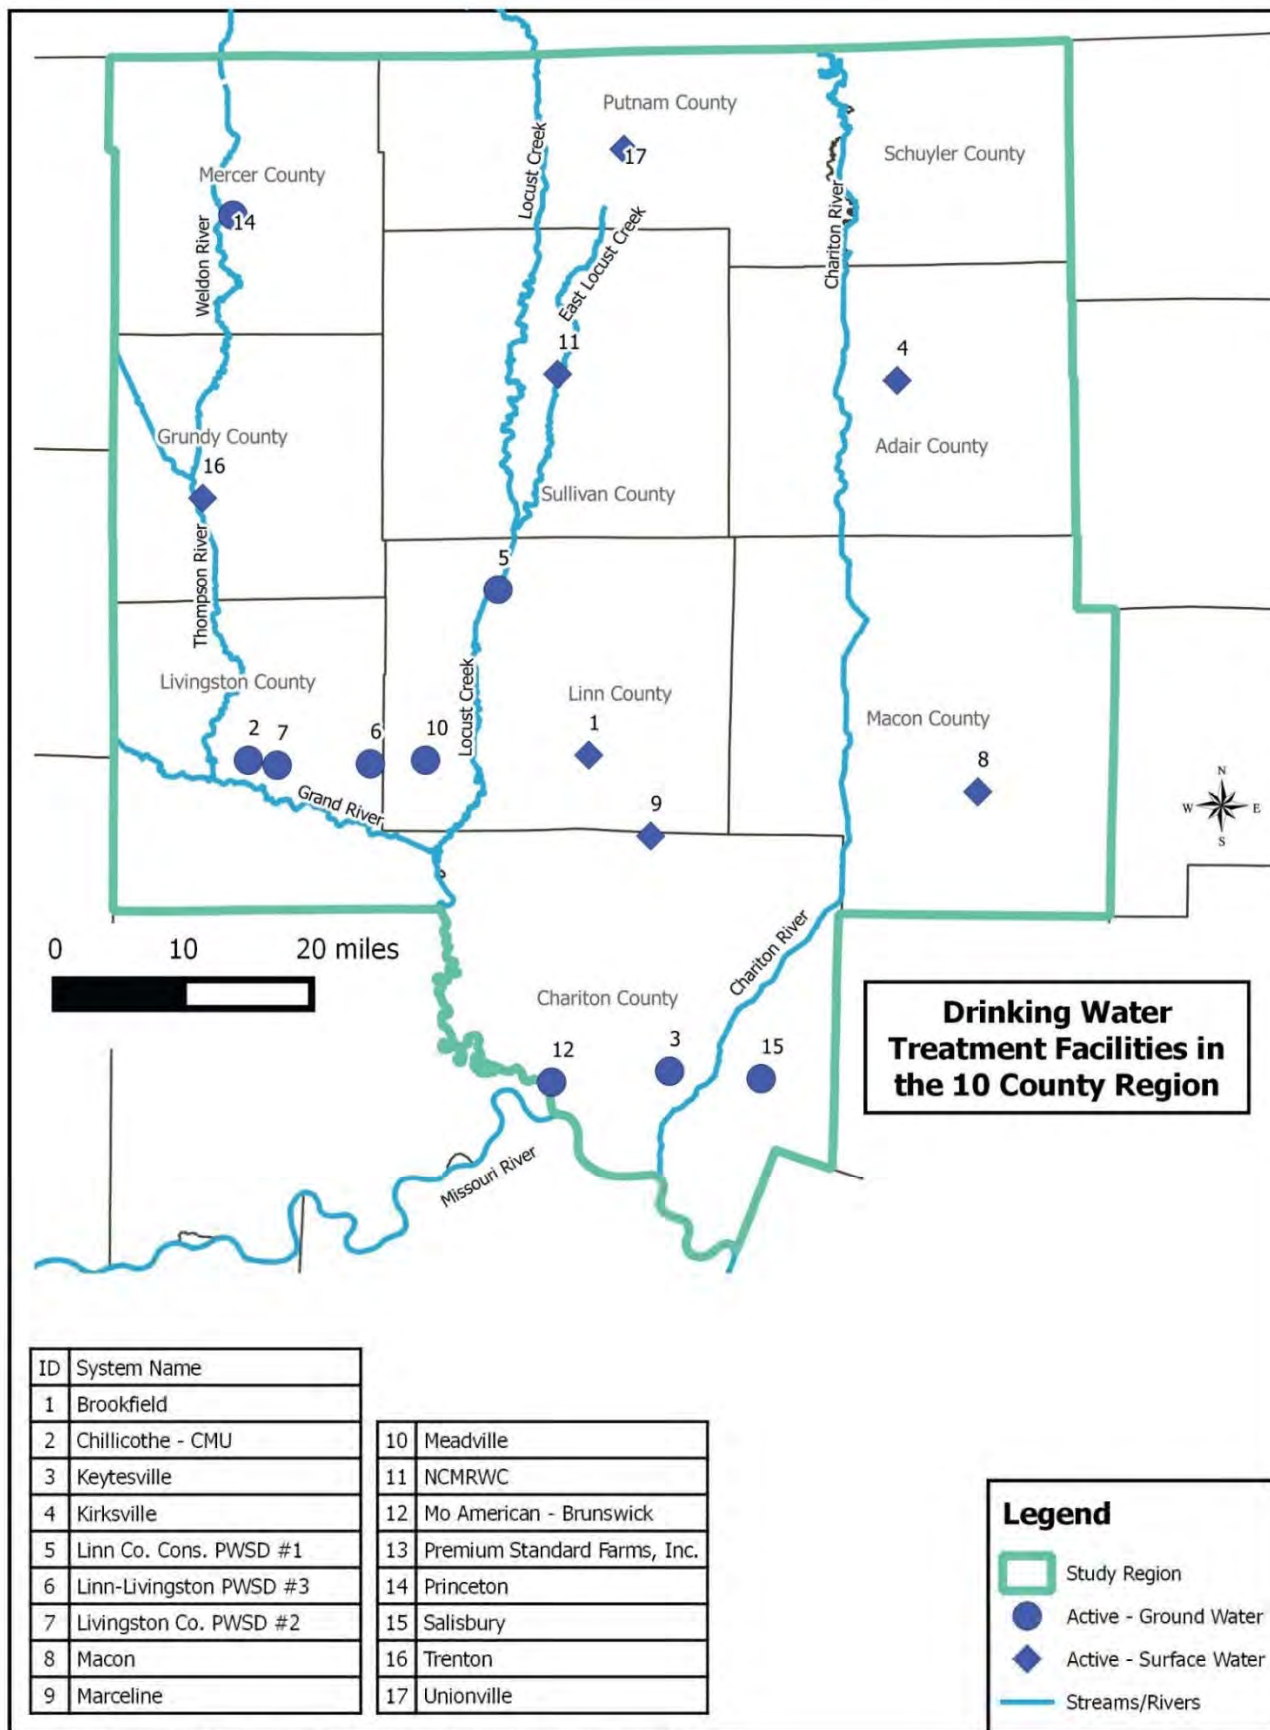 Putnam County
17
Schuyler County
Mercer County
14
Locust Creek
Weldon River
East Locust Creek
Chariton River
11
4
Grundy County
16
Adair County
Sullivan County
Thompson River
5
Livingston County
Linn County
Locust Creek
Macon County
2
7
6
10
1
8
9
Grand River
N
W
E
S
0 10 20 miles
Chariton River
Chariton County
12
3
15
Missouri River
Drinking Water
Treatment Facilities in
the 10 County Region
ID System Name
1 Brookfield
2 Chillicothe - CMU
3 Keytesville
4 Kirksville
5 Linn Co. Cons. PWSD #1
6 Linn-Livingston PWSD #3
7 Livingston Co. PWSD #2
8 Macon
9 Marceline
10 Meadville
11 NCMRWC
12 Mo American - Brunswick
13 Premium Standard Farms, Inc.
14 Princeton
15 Salisbury
16 Trenton
17 Unionville
Legend
Study Region
Active - Ground Water
Active - Surface Water
Streams/Rivers